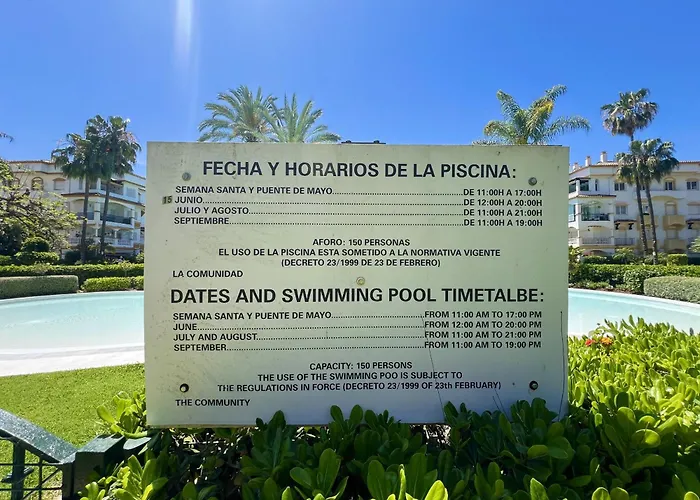 FECHA Y HORARIOS DE LA PISCINA:
SEMANA SANTA Y PUENTE DE MAYO................................DE 11:00H A 17:00H
15 JUNIO................................DE 12:00H A 20:00H
JULIO Y AGOSTO................................DE 11:00H A 21:00H
SEPTIEMBRE................................DE 11:00H A 19:00H
AFORO: 150 PERSONAS
EL USO DE LA PISCINA ESTA SOMETIDO A LA NORMATIVA VIGENTE
(DECRETO 23/1999 DE 23 DE FEBRERO)
LA COMUNIDAD
DATES AND SWIMMING POOL TIMETALBE:
SEMANA SANTA Y PUENTE DE MAYO................................FROM 11:00 AM TO 17:00 PM
JUNE................................FROM 12:00 AM TO 20:00 PM
JULY AND AUGUST................................FROM 11:00 AM TO 21:00 PM
SEPTEMBER................................FROM 11:00 AM TO 19:00 PM
CAPACITY: 150 PERSONS
THE USE OF THE SWIMMING POOL IS SUBJECT TO
THE REGULATIONS IN FORCE (DECRETO 23/1999 OF 23th FEBRUARY)
THE COMMUNITY